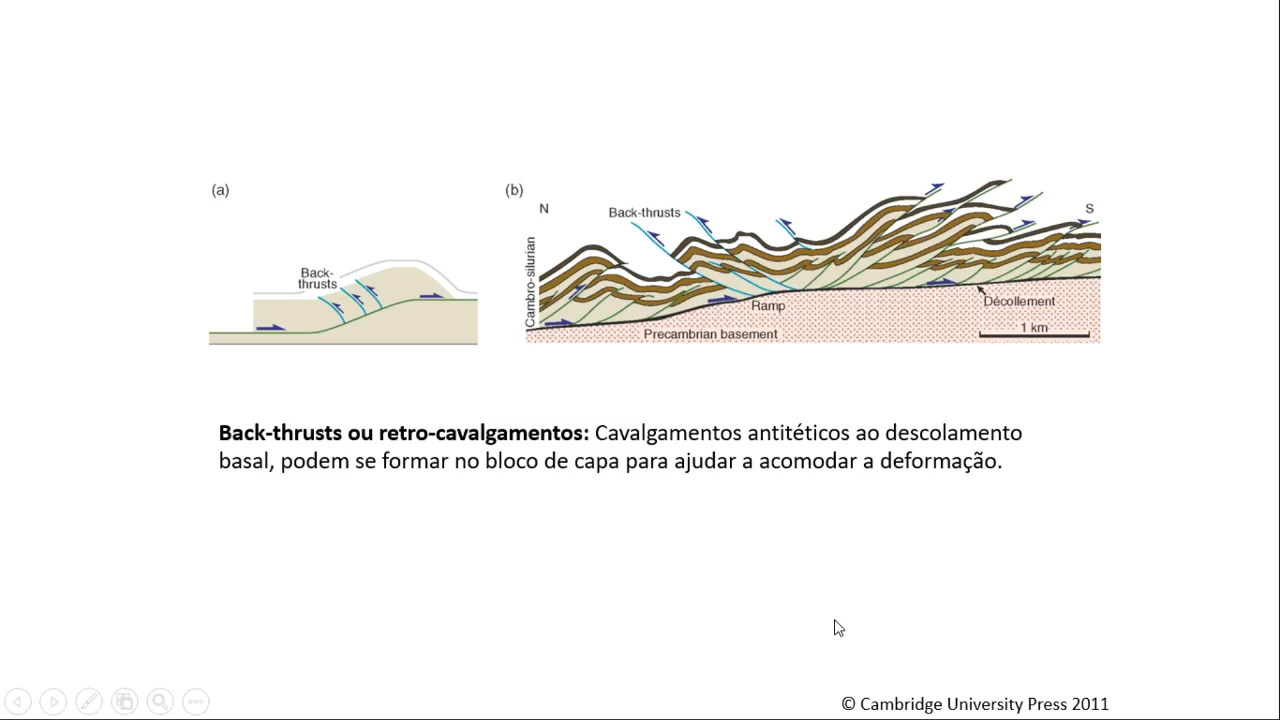 (a)
(b)
N
Back-thrusts
S
Cambro-silurian
Back-
thrusts
Ramp
Décollement
Precambrian basement
1 km
Back-thrusts ou retro-cavalgamentos: Cavalgamentos antitéticos ao descolamento
basal, podem se formar no bloco de capa para ajudar a acomodar a deformação.
© Cambridge University Press 2011